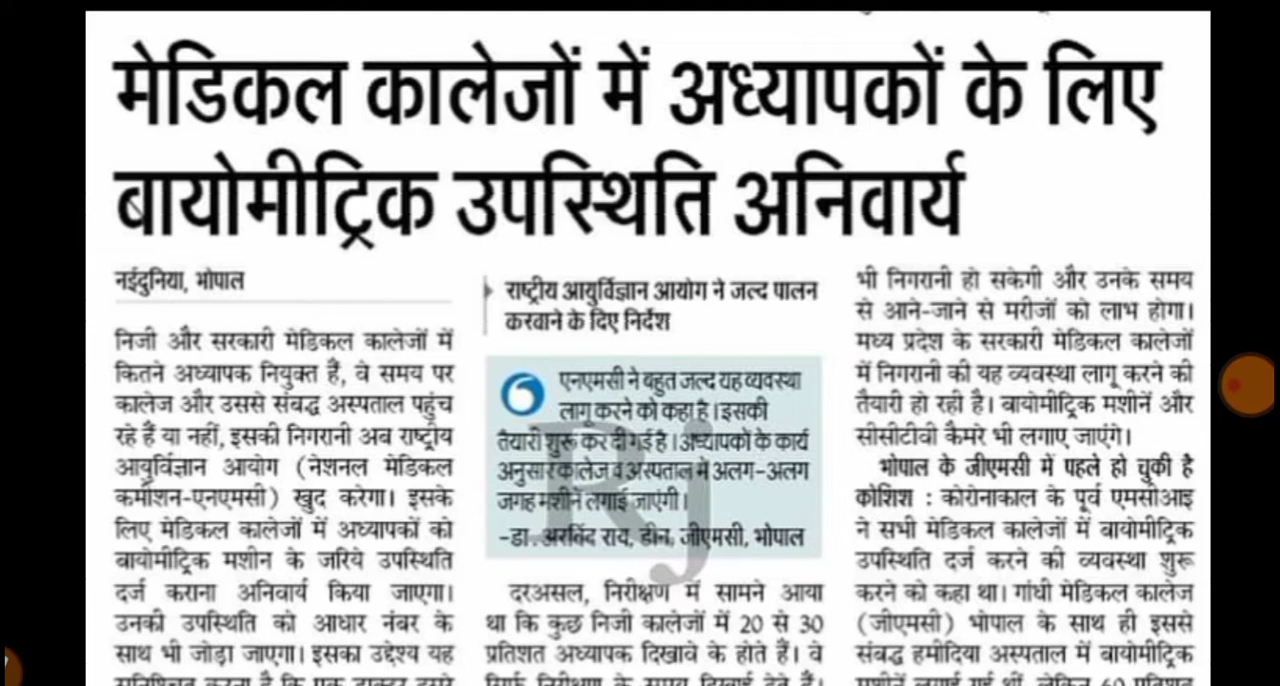 मेडिकल कालेजों में अध्यापकों के लिए
बायोमीट्रिक उपस्थिति अनिवार्य
नईदुनिया, भोपाल
निजी और सरकारी मेडिकल कालेजों में
कितने अध्यापक नियुक्त हैं, वे समय पर
कालेज और उससे संबद्ध अस्पताल पहुंच
रहे हैं या नहीं, इसकी निगरानी अब राष्ट्रीय
आयुर्विज्ञान आयोग (नेशनल मेडिकल
कमीशन-एनएमसी) खुद करेगा। इसके
लिए मेडिकल कालेजों में अध्यापकों को
बायोमीट्रिक मशीन के जरिये उपस्थिति
दर्ज कराना अनिवार्य किया जाएगा।
उनकी उपस्थिति को आधार नंबर के
साथ भी जोड़ा जाएगा। इसका उद्देश्य यह
राष्ट्रीय आयुर्विज्ञान आयोग ने जल्द पालन
करवाने के दिए निर्देश
एनएमसी ने बहुत जल्द यह व्यवस्था
लागू करने को कहा है। इसकी
तैयारी शुरू कर दी गई है। अध्यापकों के कार्य
अनुसार कालेज व अस्पताल में अलग-अलग
जगह मशीनें लगाई जाएंगी।
-डा. अरविंद राय, डीन, जीएमसी, भोपाल
Rj
दरअसल, निरीक्षण में सामने आया
था कि कुछ निजी कालेजों में 20 से 30
प्रतिशत अध्यापक दिखावे के होते हैं। वे
भी निगरानी हो सकेगी और उनके समय
से आने-जाने से मरीजों को लाभ होगा।
मध्य प्रदेश के सरकारी मेडिकल कालेजों
में निगरानी की यह व्यवस्था लागू करने की
तैयारी हो रही है। बायोमीट्रिक मशीनें और
सीसीटीवी कैमरे भी लगाए जाएंगे।
भोपाल के जीएमसी में पहले हो चुकी है
कोशिश : कोरोनाकाल के पूर्व एमसीआइ
ने सभी मेडिकल कालेजों में बायोमीट्रिक
उपस्थिति दर्ज करने की व्यवस्था शुरू
करने को कहा था। गांधी मेडिकल कालेज
(जीएमसी) भोपाल के साथ ही इससे
संबद्ध हमीदिया अस्पताल में बायोमीट्रिक